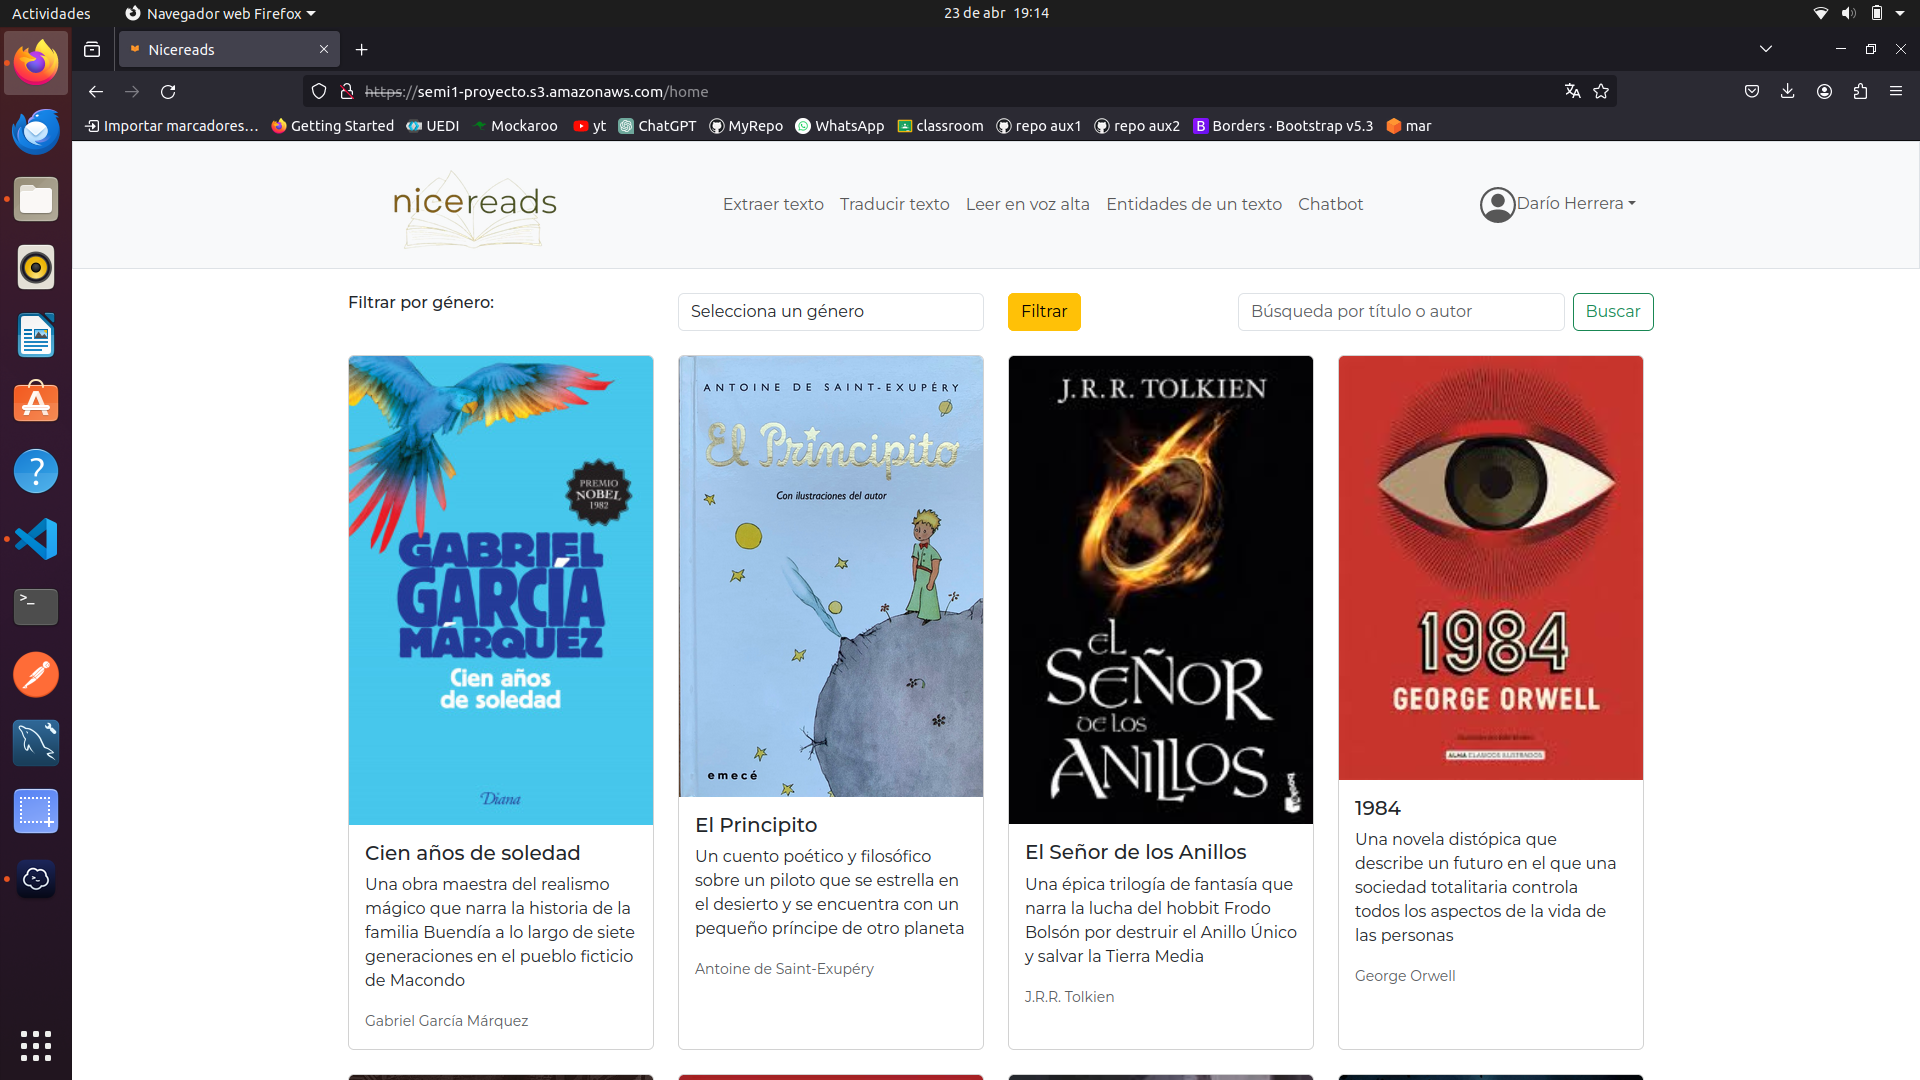 Actividades
Navegador web Firefox
23 de abr 19:14
Nicereads
https://semi1-proyecto.s3.amazonaws.com/home
Importar marcadores...
Getting Started
UEDI
Mockaroo
yt
ChatGPT
MyRepo
WhatsApp
classroom
repo aux1
repo aux2
B
Borders · Bootstrap v5.3
mar
nicereads
Extraer texto
Traducir texto
Leer en voz alta
Entidades de un texto
Chatbot
Darío Herrera
Filtrar por género:
Selecciona un género
Filtrar
Búsqueda por título o autor
Buscar
PREMIO
NOBEL
1982
GABRIEL
GARCÍA
MÁRQUEZ
Cien años
de soledad
Diana
Cien años de soledad
Una obra maestra del realismo
mágico que narra la historia de la
familia Buendía a lo largo de siete
generaciones en el pueblo ficticio
de Macondo
Gabriel García Márquez
ANTOINE DE SAINT-EXUPÉRY
El Principito
Con ilustraciones del autor
emecé
El Principito
Un cuento poético y filosófico
sobre un piloto que se estrella en
el desierto y se encuentra con un
pequeño príncipe de otro planeta
Antoine de Saint-Exupéry
J.R.R. TOLKIEN
EL
SEÑOR
DE LOS
ANILLOS
booket
El Señor de los Anillos
Una épica trilogía de fantasía que
narra la lucha del hobbit Frodo
Bolsón por destruir el Anillo Único
y salvar la Tierra Media
J.R.R. Tolkien
1984
GEORGE ORWELL
ALMA CLÁSICOS ILUSTRADOS
1984
Una novela distópica que
describe un futuro en el que una
sociedad totalitaria controla
todos los aspectos de la vida de
las personas
George Orwell